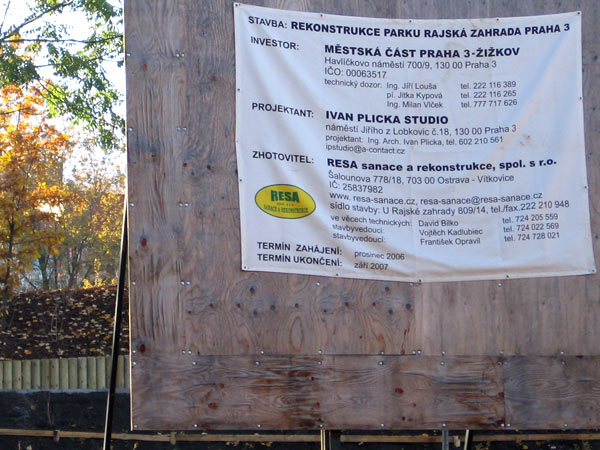 STAVBA: REKONSTRUKCE PARKU RAJSKÁ ZAHRADA PRAHA 3
INVESTOR: MĚSTSKÁ ČÁST PRAHA 3-ŽIŽKOV
Havlíčkovo náměstí 700/9, 130 00 Praha 3
IČO: 00063517
technický dozor: Ing. Jiří Louša tel. 222 116 389
pí. Jitka Kypová tel. 222 116 265
Ing. Milan Vlček tel. 777 717 626
PROJEKTANT: IVAN PLICKA STUDIO
náměstí Jiřího z Lobkovic č.18, 130 00 Praha 3
projektant: Ing. Arch. Ivan Plicka, tel. 602 210 561
ipstudio@a-contact.cz
ZHOTOVITEL: RESA sanace a rekonstrukce, spol. s r.o.
Šalounova 778/18, 703 00 Ostrava - Vítkovice
IČ: 25837982
www. resa-sanace.cz, resa-sanace@resa-sanace.cz
sídlo stavby: U Rajské zahrady 809/14, tel./fax.222 210 948
ve věcech technických: David Bílko tel. 724 205 559
stavbyvedoucí: Vojtěch Kadlubiec tel. 724 022 569
stavbyvedoucí: František Opravil tel. 724 728 021
RESA
SANACE A REKONSTRUKCE
TERMÍN ZAHÁJENÍ: prosinec 2006
TERMÍN UKONČENÍ: září 2007